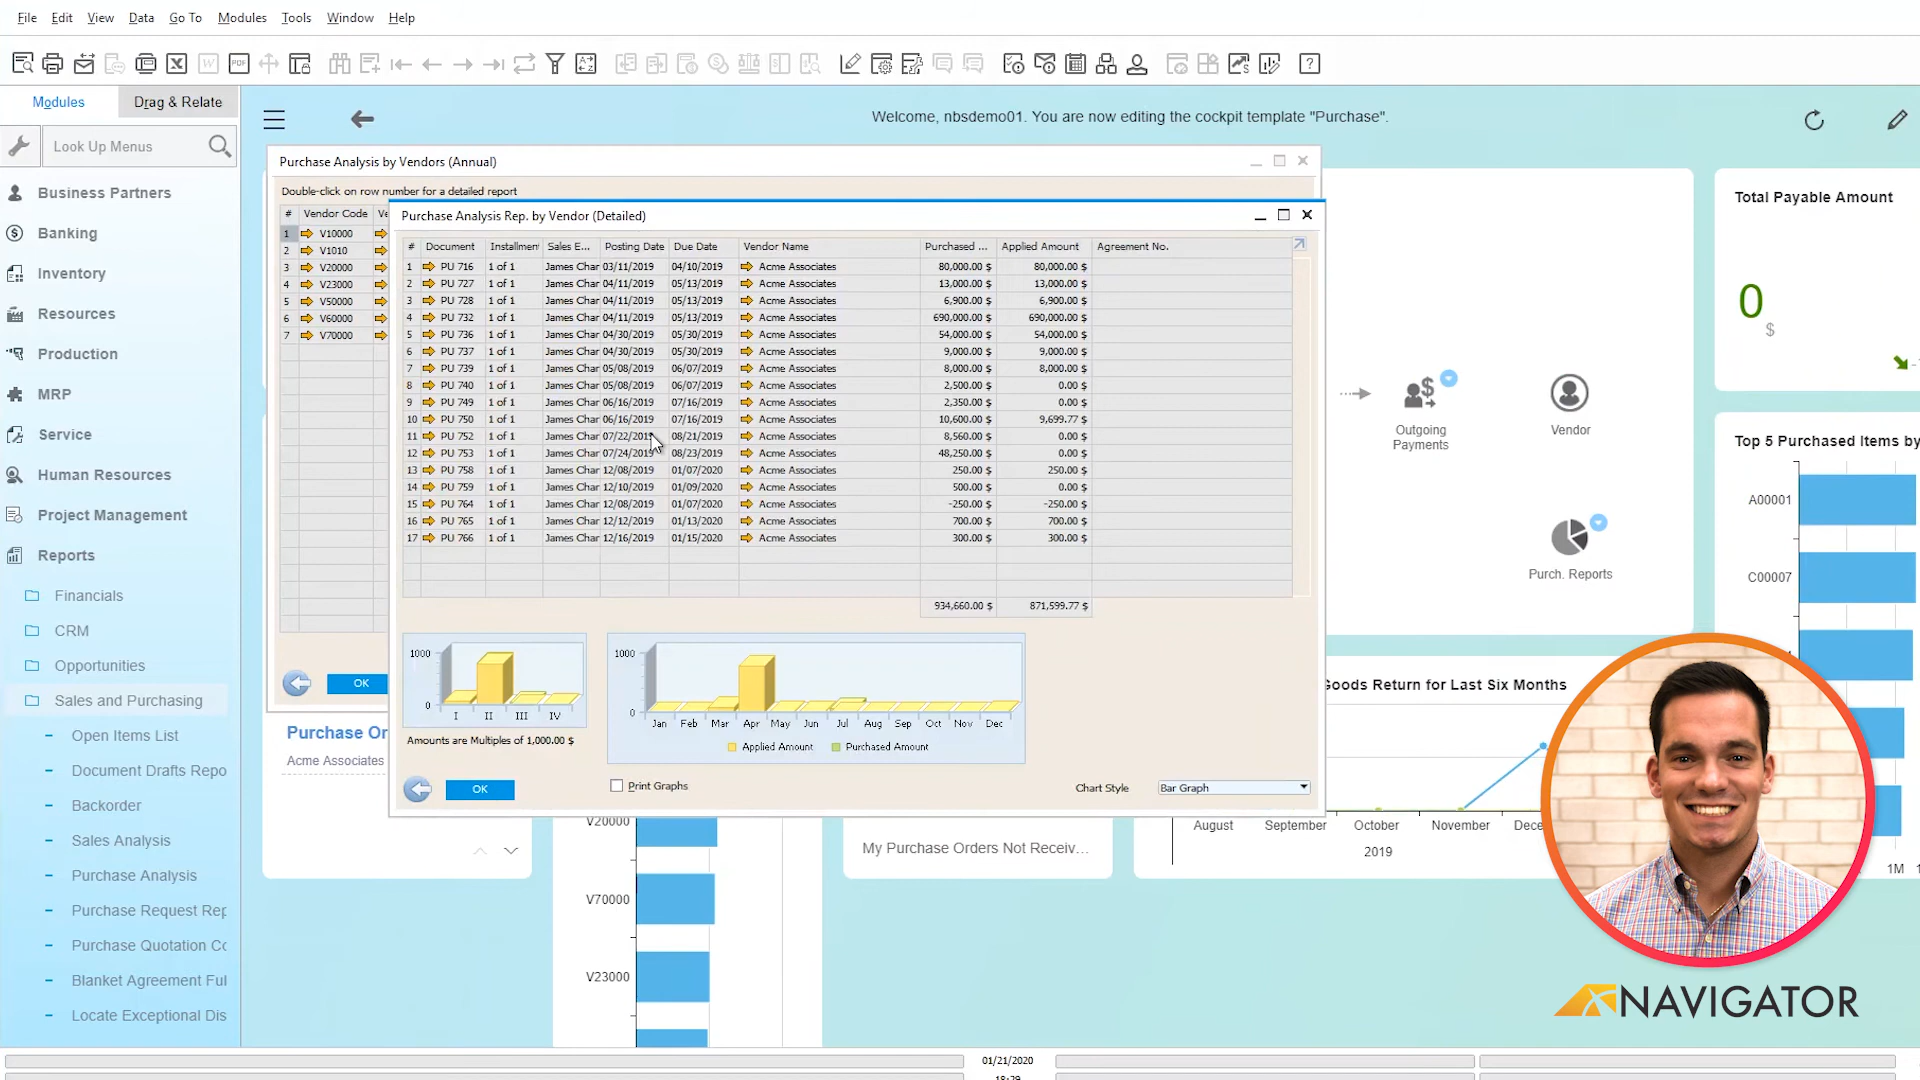 File Edit View Data Go To Modules Tools Window Help
Modules Drag & Relate
Look Up Menus
Welcome, nbsdemo01. You are now editing the cockpit template "Purchase".
Business Partners
Banking
Inventory
Resources
Production
MRP
Service
Human Resources
Project Management
Reports
Financials
CRM
Opportunities
Sales and Purchasing
Open Items List
Document Drafts Repo
Backorder
Sales Analysis
Purchase Analysis
Purchase Request Rep
Purchase Quotation Co
Blanket Agreement Ful
Locate Exceptional Dis
Purchase Analysis by Vendors (Annual)
Double-click on row number for a detailed report
# Vendor Code Ve
1 V10000
2 V1010
3 V20000
4 V23000
5 V50000
6 V60000
7 V70000
OK
Purchase Analysis Rep. by Vendor (Detailed)
# Document Installment Sales E... Posting Date Due Date Vendor Name Purchased ... Applied Amount Agreement No.
1 PU 716 1 of 1 James Char 03/11/2019 04/10/2019 Acme Associates 80,000.00 $ 80,000.00 $
2 PU 727 1 of 1 James Char 04/11/2019 05/13/2019 Acme Associates 13,000.00 $ 13,000.00 $
3 PU 728 1 of 1 James Char 04/11/2019 05/13/2019 Acme Associates 6,900.00 $ 6,900.00 $
4 PU 732 1 of 1 James Char 04/11/2019 05/13/2019 Acme Associates 690,000.00 $ 690,000.00 $
5 PU 736 1 of 1 James Char 04/30/2019 05/30/2019 Acme Associates 54,000.00 $ 54,000.00 $
6 PU 737 1 of 1 James Char 04/30/2019 05/30/2019 Acme Associates 9,000.00 $ 9,000.00 $
7 PU 739 1 of 1 James Char 05/08/2019 06/07/2019 Acme Associates 8,000.00 $ 8,000.00 $
8 PU 740 1 of 1 James Char 05/08/2019 06/07/2019 Acme Associates 2,500.00 $ 0.00 $
9 PU 749 1 of 1 James Char 06/16/2019 07/16/2019 Acme Associates 2,350.00 $ 0.00 $
10 PU 750 1 of 1 James Char 06/16/2019 07/16/2019 Acme Associates 10,600.00 $ 9,699.77 $
11 PU 752 1 of 1 James Char 07/22/2019 08/21/2019 Acme Associates 8,560.00 $ 0.00 $
12 PU 753 1 of 1 James Char 07/24/2019 08/23/2019 Acme Associates 48,250.00 $ 0.00 $
13 PU 758 1 of 1 James Char 12/08/2019 01/07/2020 Acme Associates 250.00 $ 250.00 $
14 PU 759 1 of 1 James Char 12/10/2019 01/09/2020 Acme Associates 500.00 $ 0.00 $
15 PU 764 1 of 1 James Char 12/08/2019 01/07/2020 Acme Associates -250.00 $ -250.00 $
16 PU 765 1 of 1 James Char 12/12/2019 01/13/2020 Acme Associates 700.00 $ 700.00 $
17 PU 766 1 of 1 James Char 12/16/2019 01/15/2020 Acme Associates 300.00 $ 300.00 $
934,660.00 $ 871,599.77 $
1000
0
I II III IV
Amounts are Multiples of 1,000.00 $
1000
0
Jan Feb Mar Apr May Jun Jul Aug Sep Oct Nov Dec
Applied Amount Purchased Amount
OK
Print Graphs
Chart Style Bar Graph
Purchase Or
Acme Associates
V20000
V70000
V23000
My Purchase Orders Not Receiv...
Outgoing Payments
Vendor
Purch. Reports
Total Payable Amount
0 $
Top 5 Purchased Items by
A00001
C00007
1M
Goods Return for Last Six Months
August September October November Dece
2019
NAVIGATOR
01/21/2020